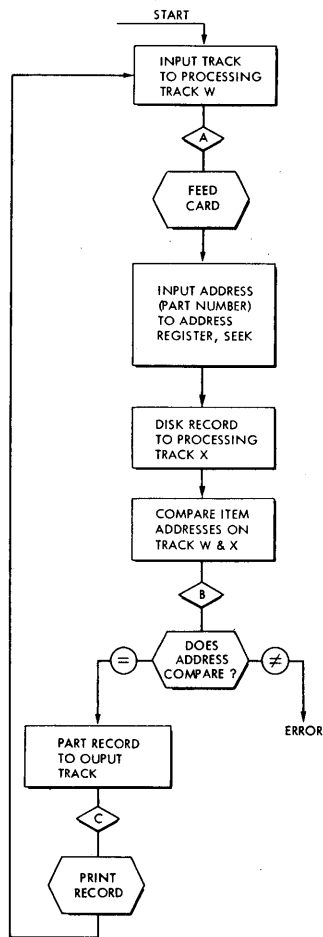 START
INPUT TRACK
TO PROCESSING
TRACK W
A
FEED
CARD
INPUT ADDRESS
(PART NUMBER)
TO ADDRESS
REGISTER, SEEK
DISK RECORD
TO PROCESSING
TRACK X
COMPARE ITEM
ADDRESSES ON
TRACK W & X
B
DOES
ADDRESS
COMPARE ?
=
≠
ERROR
PART RECORD
TO OUPUT
TRACK
C
PRINT
RECORD